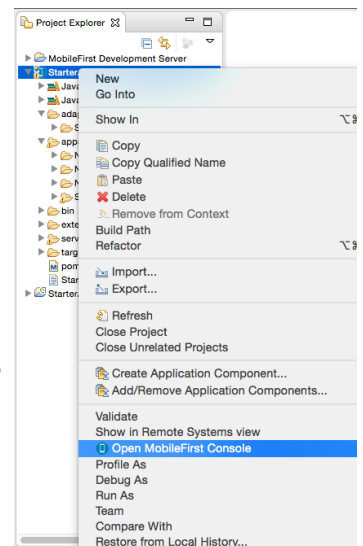 Project Explorer
MobileFirst Development Server
Starter
Java
Java
ada
S
app
N
N
N
S
bin
exte
serv
targ
pom
Star
Starter
New
Go Into
Show In ⌥⌘
Copy
Copy Qualified Name
Paste
Delete
Remove from Context
Build Path
Refactor ⌥⌘
Import...
Export...
Refresh
Close Project
Close Unrelated Projects
Create Application Component...
Add/Remove Application Components...
Validate
Show in Remote Systems view
Open MobileFirst Console
Profile As
Debug As
Run As
Team
Compare With
Restore from Local History...